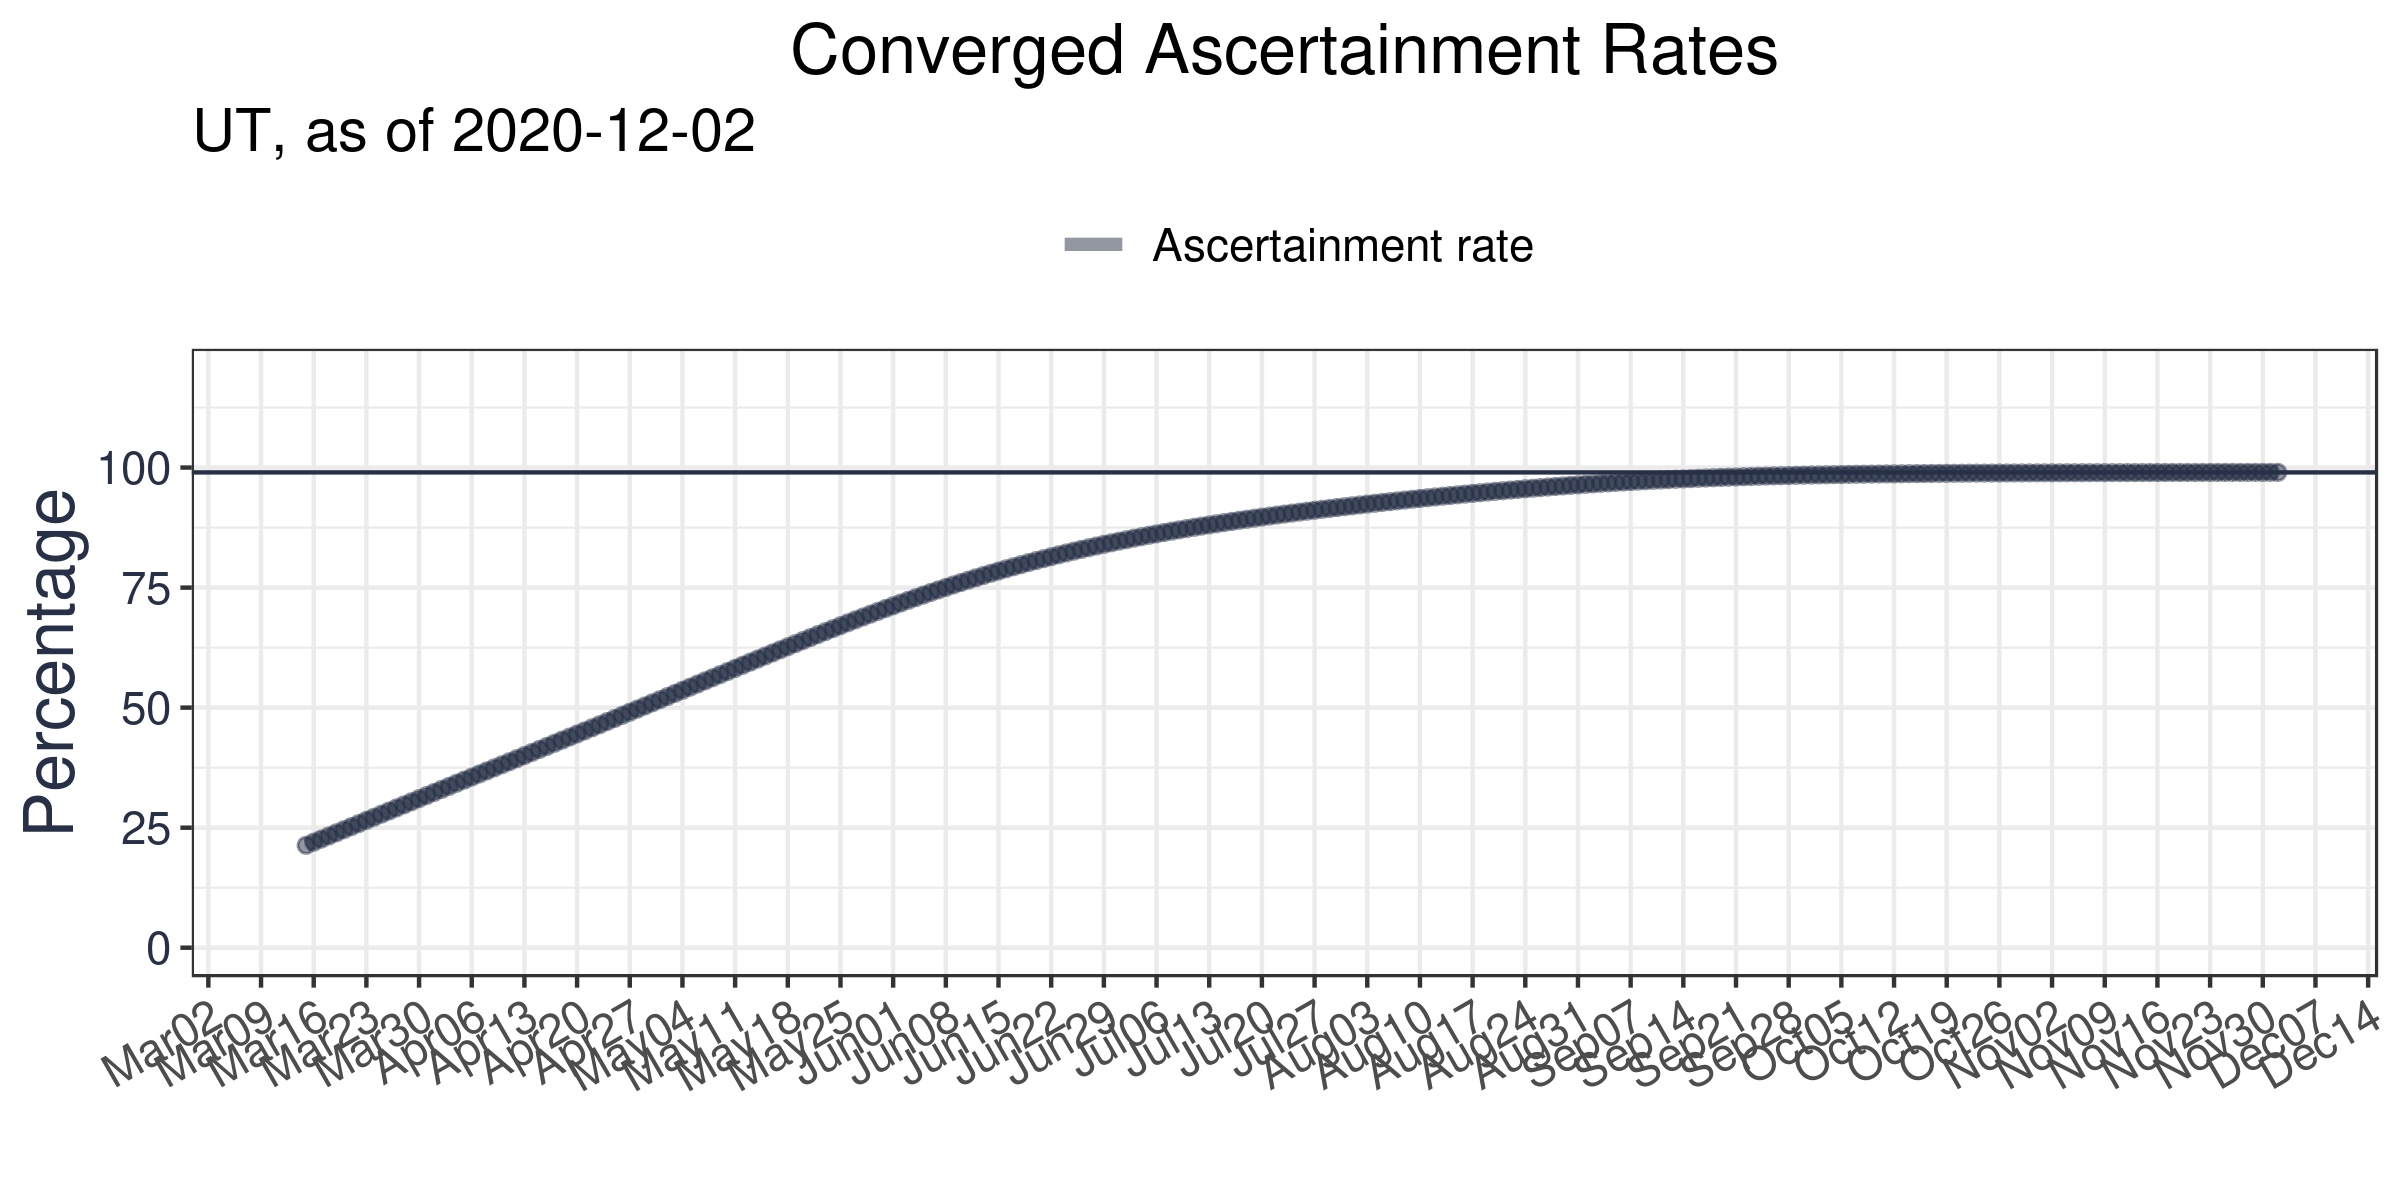 Converged Ascertainment Rates
UT, as of 2020-12-02
Ascertainment rate
Percentage
100
75
50
25
0
Mar02 Mar09 Mar16 Mar23 Mar30 Apr06 Apr13 Apr20 Apr27 May04 May11 May18 May25 Jun01 Jun08 Jun15 Jun22 Jun29 Jul06 Jul13 Jul20 Jul27 Aug03 Aug10 Aug17 Aug24 Aug31 Sep07 Sep14 Sep21 Sep28 Oct05 Oct12 Oct19 Oct26 Nov02 Nov09 Nov16 Nov23 Nov30 Dec07 Dec14